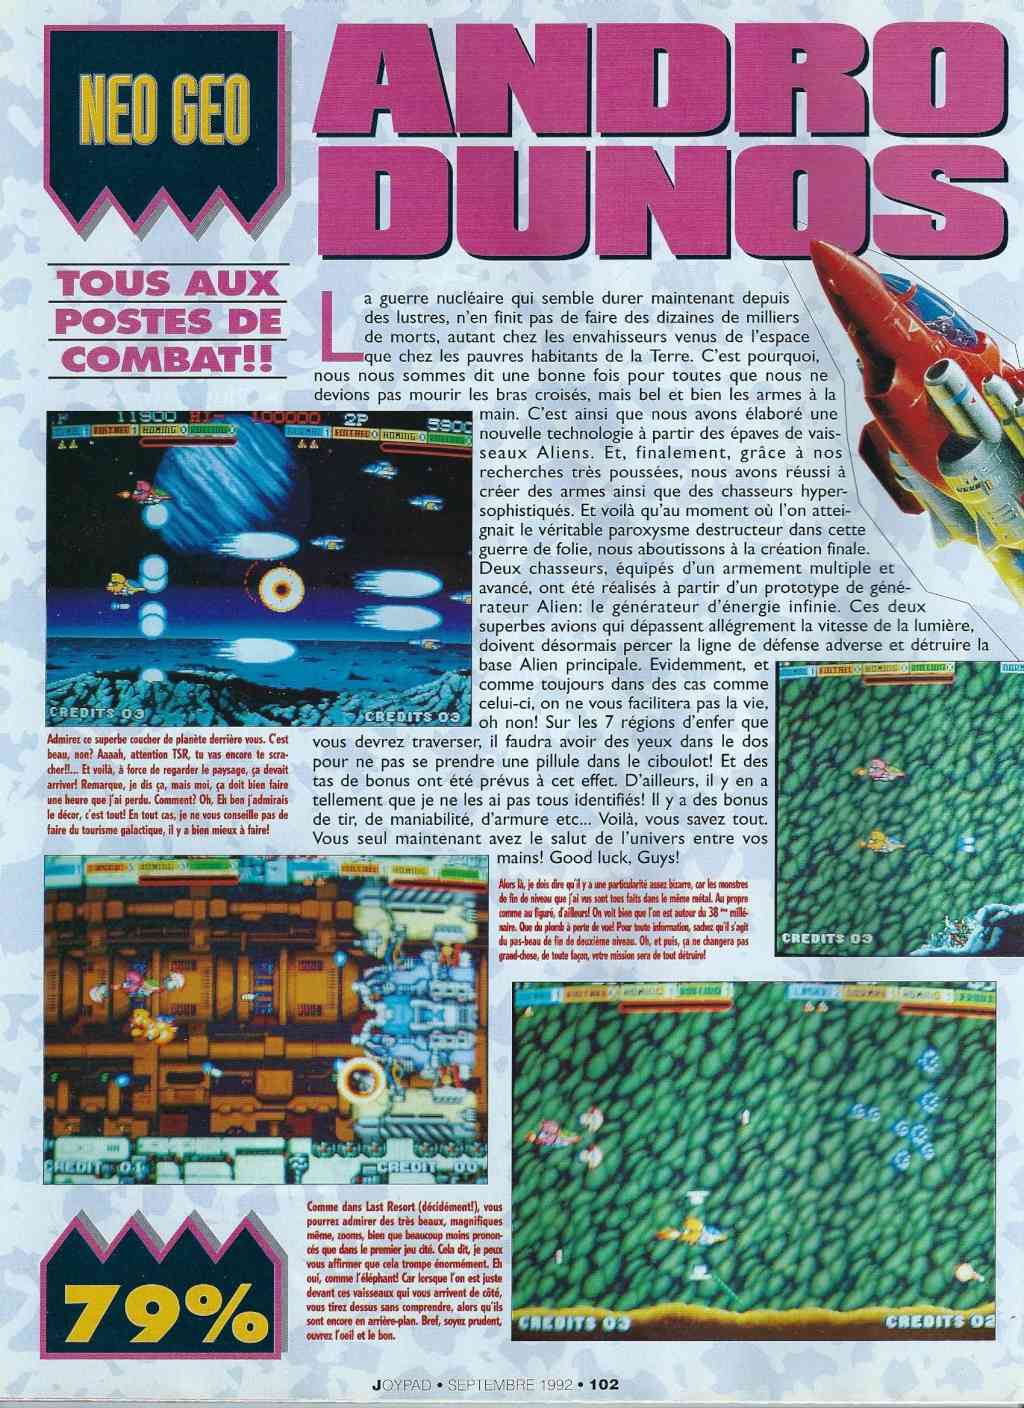 NEO GEO
ANDRO
DUNOS
TOUS AUX
POSTES DE
COMBAT!!
La guerre nucléaire qui semble durer maintenant depuis
des lustres, n'en finit pas de faire des dizaines de milliers
de morts, autant chez les envahisseurs venus de l'espace
que chez les pauvres habitants de la Terre. C'est pourquoi,
nous nous sommes dit une bonne fois pour toutes que nous ne
devions pas mourir les bras croisés, mais bel et bien les armes à la
main. C'est ainsi que nous avons élaboré une
nouvelle technologie à partir des épaves de vais-
seaux Aliens. Et, finalement, grâce à nos
recherches très poussées, nous avons réussi à
créer des armes ainsi que des chasseurs hyper-
sophistiqués. Et voilà qu'au moment où l'on attei-
gnait le véritable paroxysme destructeur dans cette
guerre de folie, nous aboutissons à la création finale.
Deux chasseurs, équipés d'un armement multiple et
avancé, ont été réalisés à partir d'un prototype de géné-
rateur Alien: le générateur d'énergie infinie. Ces deux
superbes avions qui dépassent allégrement la vitesse de la lumière,
doivent désormais percer la ligne de défense adverse et détruire la
base Alien principale. Evidemment, et
comme toujours dans des cas comme
celui-ci, on ne vous facilitera pas la vie,
oh non! Sur les 7 régions d'enfer que
vous devrez traverser, il faudra avoir des yeux dans le dos
pour ne pas se prendre une pillule dans le ciboulot! Et des
tas de bonus ont été prévus à cet effet. D'ailleurs, il y en a
tellement que je ne les ai pas tous identifiés! Il y a des bonus
de tir, de maniabilité, d'armure etc... Voilà, vous savez tout.
Vous seul maintenant avez le salut de l'univers entre vos
mains! Good luck, Guys!
11900 HI- 100000 2P 5900
HOMING
HOMING
CREDITS 03
CREDITS 03
Admirez ce superbe coucher de planète derrière vous. C'est
beau, non? Aaaah, attention TSR, tu vas encore te scra-
cher!!... Et voilà, à force de regarder le paysage, ça devait
arriver! Remarque, je dis ça, mais moi, ça doit bien faire
une heure que j'ai perdu. Comment? Oh, Eh bon j'admirais
le décor, c'est tout! En tout cas, je ne vous conseille pas de
faire du tourisme galactique, il y a bien mieux à faire!
CREDITS 03
Alors là, je dois dire qu'il y a une particularité assez bizarre, car les monstres
de fin de niveau que j'ai vus sont tous faits dans le même métal. Au propre
comme au figuré, d'ailleurs! On voit bien que l'on est autour du 38 ème millé-
naire. Que du plomb à perte de vue! Pour toute information, sachez qu'il s'agit
du pas-beau de fin de deuxième niveau. Oh, et puis, ça ne changera pas
grand-chose, de toute façon, votre mission sera de tout détruire!
CREDIT 01
CREDIT 00
Comme dans Last Resort (décidément!), vous
pourrez admirer des très beaux, magnifiques
même, zooms, bien que beaucoup moins pronon-
cés que dans le premier jeu cité. Cela dit, je peux
vous affirmer que cela trompe énormément. Eh
oui, comme l'éléphant! Car lorsque l'on est juste
devant ces vaisseaux qui vous arrivent de côté,
vous tirez dessus sans comprendre, alors qu'ils
sont encore en arrière-plan. Bref, soyez prudent,
ouvrez l'oeil et le bon.
CREDITS 03
CREDITS 02
79%
JOYPAD • SEPTEMBRE 1992 • 102